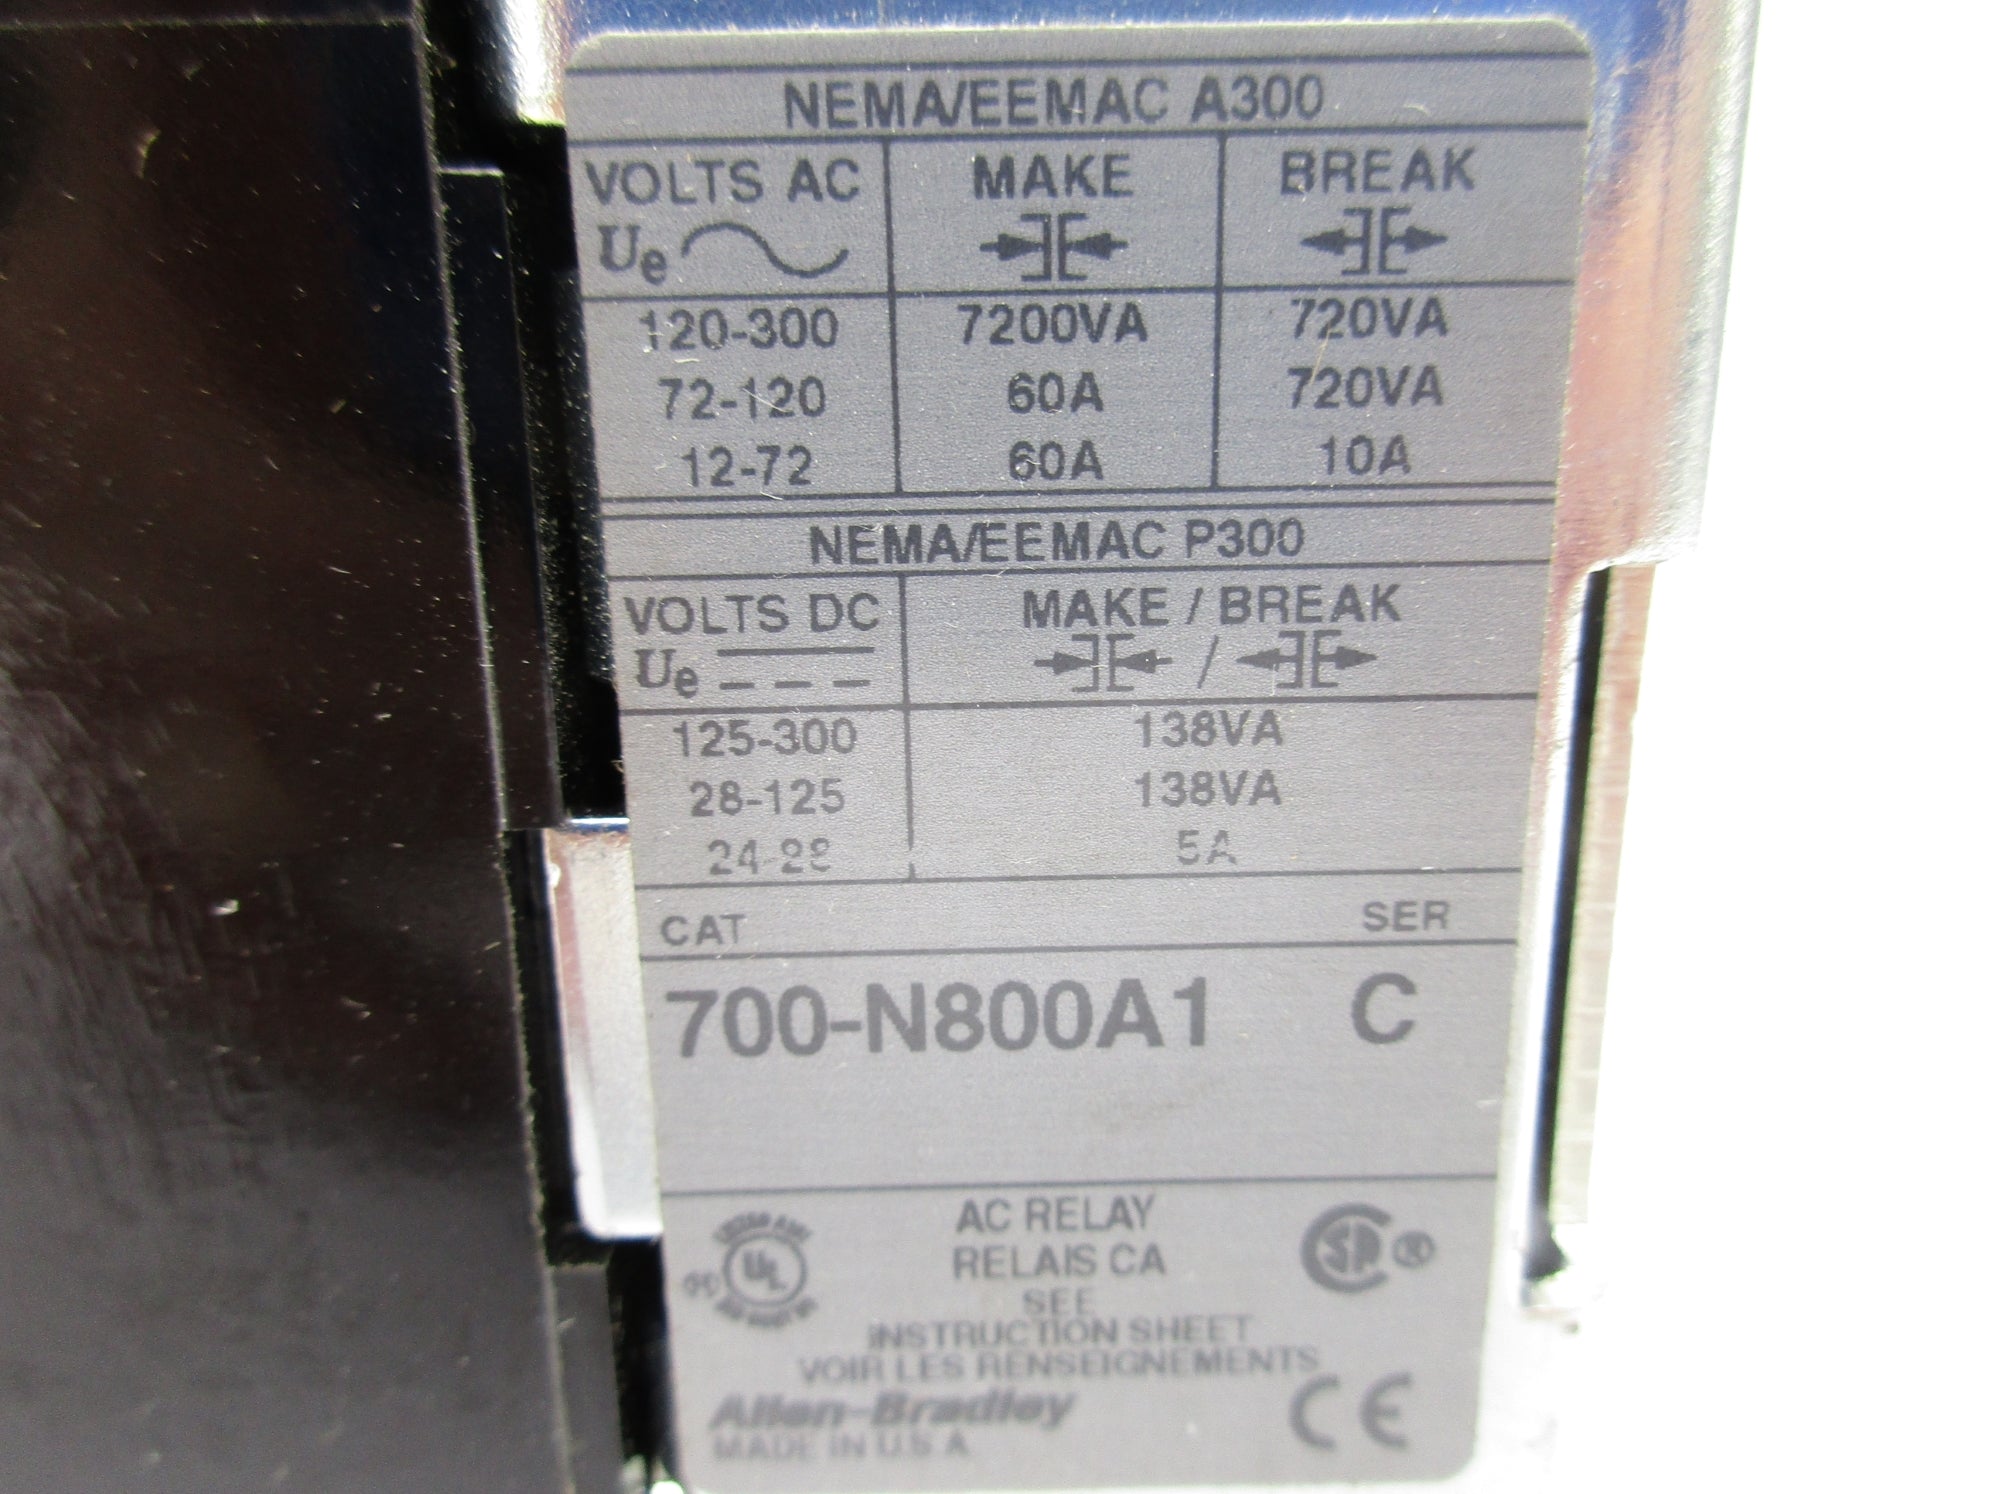 NEMA/EEMAC A300
VOLTS AC MAKE BREAK
Ue
120-300 7200VA 720VA
72-120 60A 720VA
12-72 60A 10A
NEMA/EEMAC P300
VOLTS DC MAKE / BREAK
Ue /
125-300 138VA
28-125 138VA
24-28 5A
CAT SER
700-N800A1 C
AC RELAY
RELAIS CA
SEE
INSTRUCTION SHEET
VOIR LES RENSEIGNEMENTS
UL
SP
Allen-Bradley
CE
MADE IN U.S.A